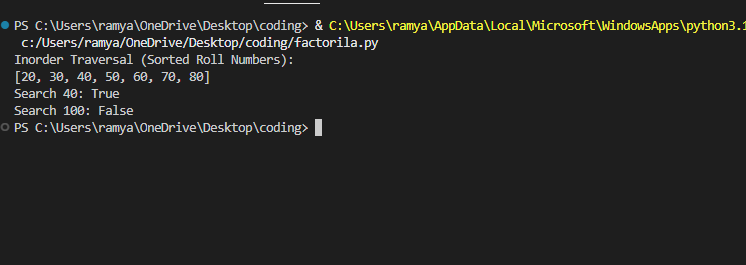 PS C:\Users\ramya\OneDrive\Desktop\coding> & C:\Users\ramya\AppData\Local\Microsoft\WindowsApps\python3.1
c:/Users/ramya/OneDrive/Desktop/coding/factorila.py
Inorder Traversal (Sorted Roll Numbers):
[20, 30, 40, 50, 60, 70, 80]
Search 40: True
Search 100: False
PS C:\Users\ramya\OneDrive\Desktop\coding>